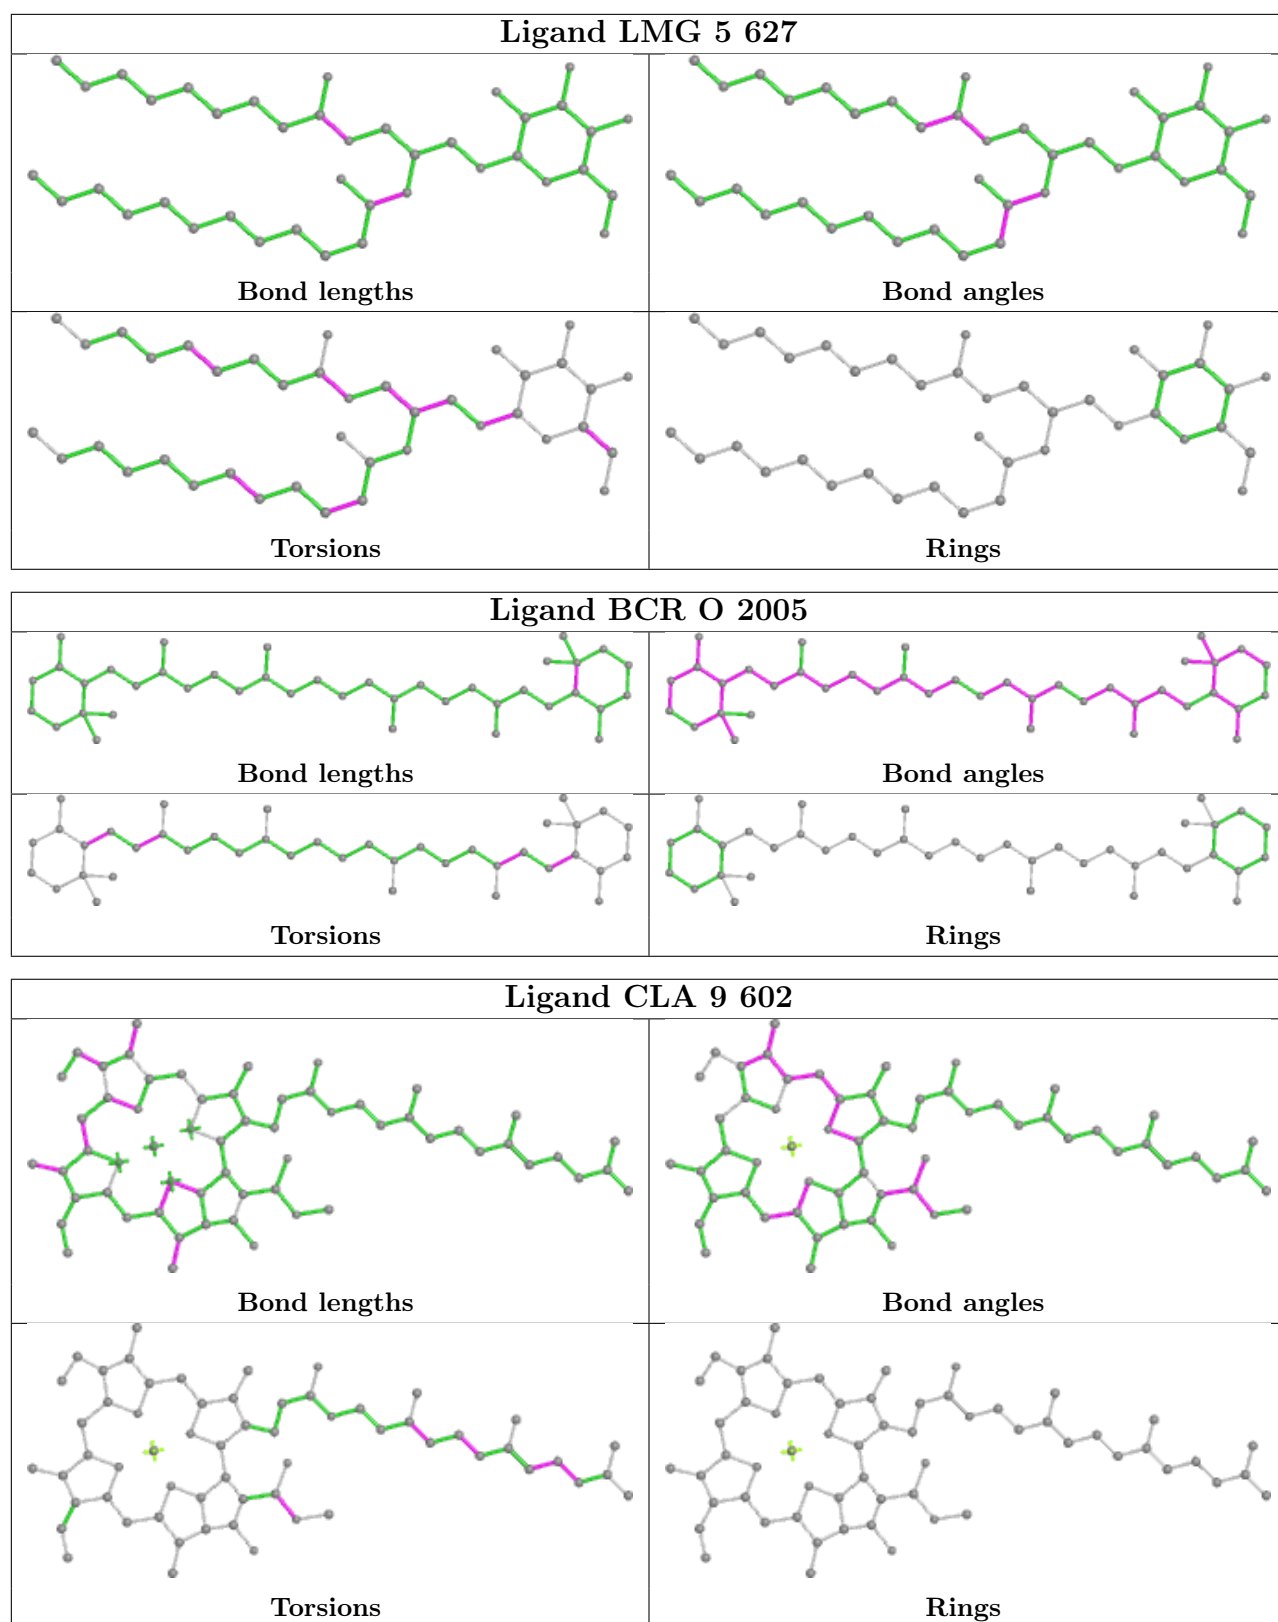 Ligand LMG 5 627
Bond lengths
Bond angles
Torsions
Rings
Ligand BCR O 2005
Bond lengths
Bond angles
Torsions
Rings
Ligand CLA 9 602
Bond lengths
Bond angles
Torsions
Rings